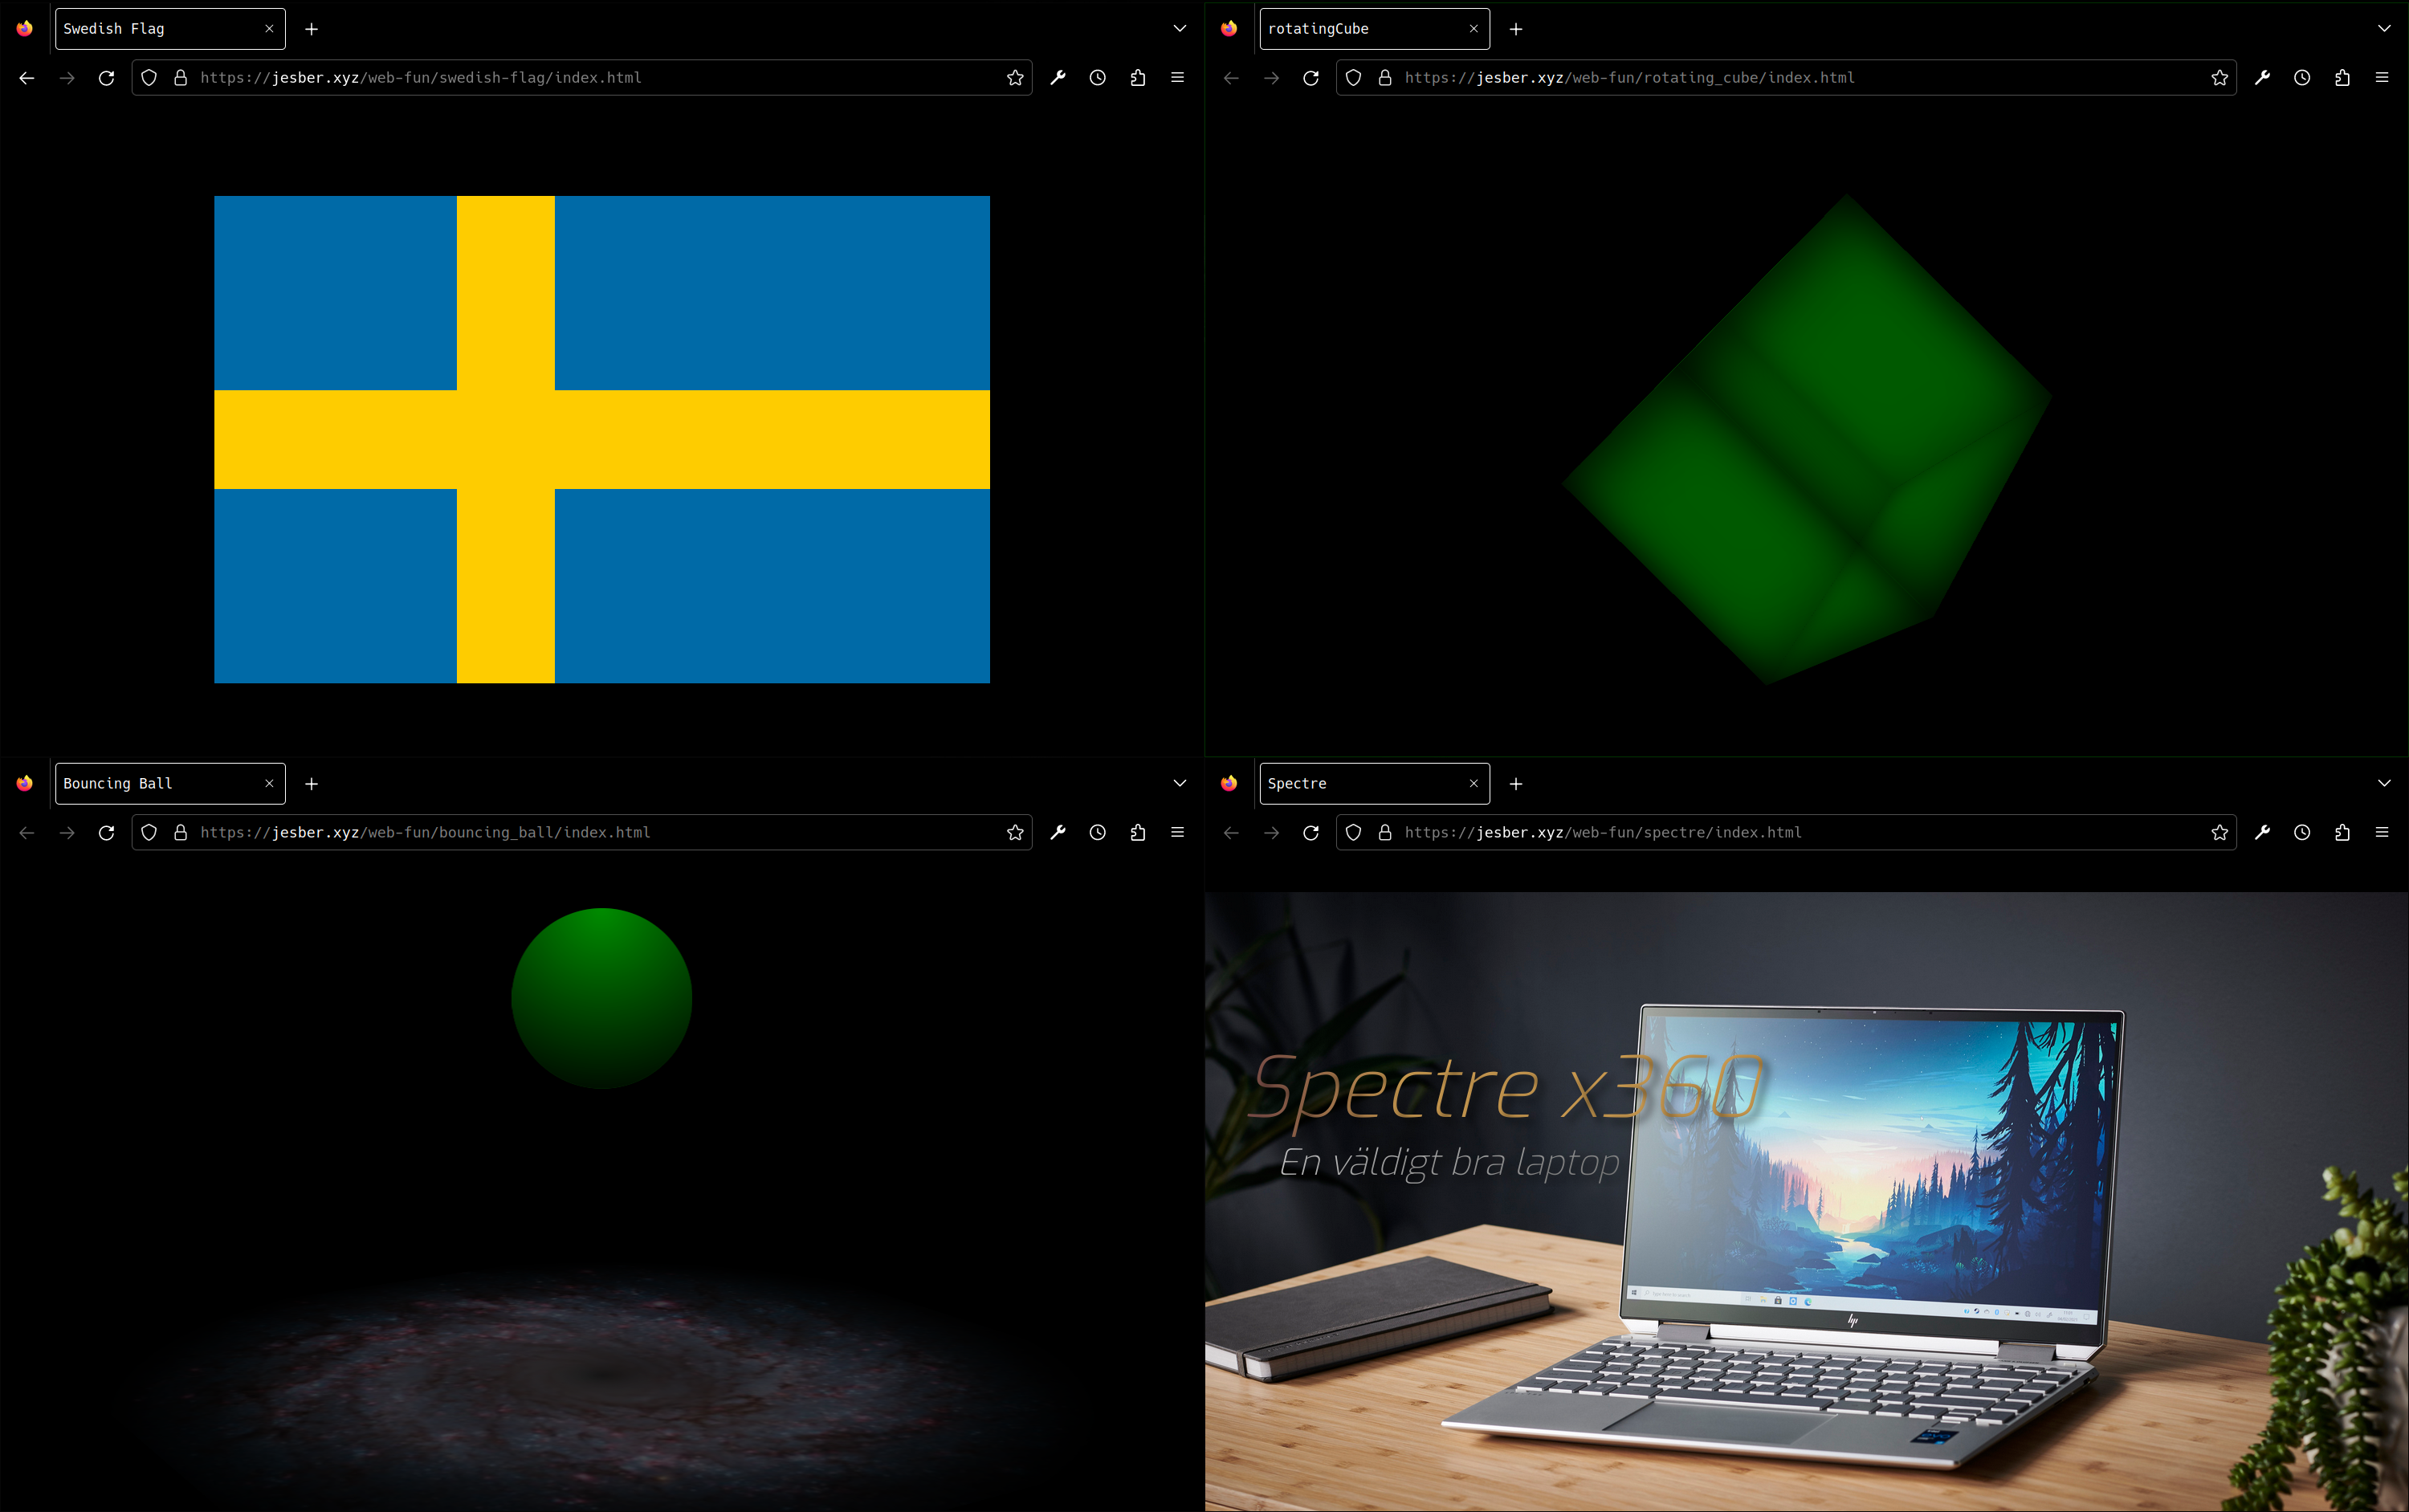 Swedish Flag
https://jesber.xyz/web-fun/swedish-flag/index.html
rotatingCube
https://jesber.xyz/web-fun/rotating_cube/index.html
Bouncing Ball
https://jesber.xyz/web-fun/bouncing_ball/index.html
Spectre
https://jesber.xyz/web-fun/spectre/index.html
Spectre x360
En väldigt bra laptop
hp